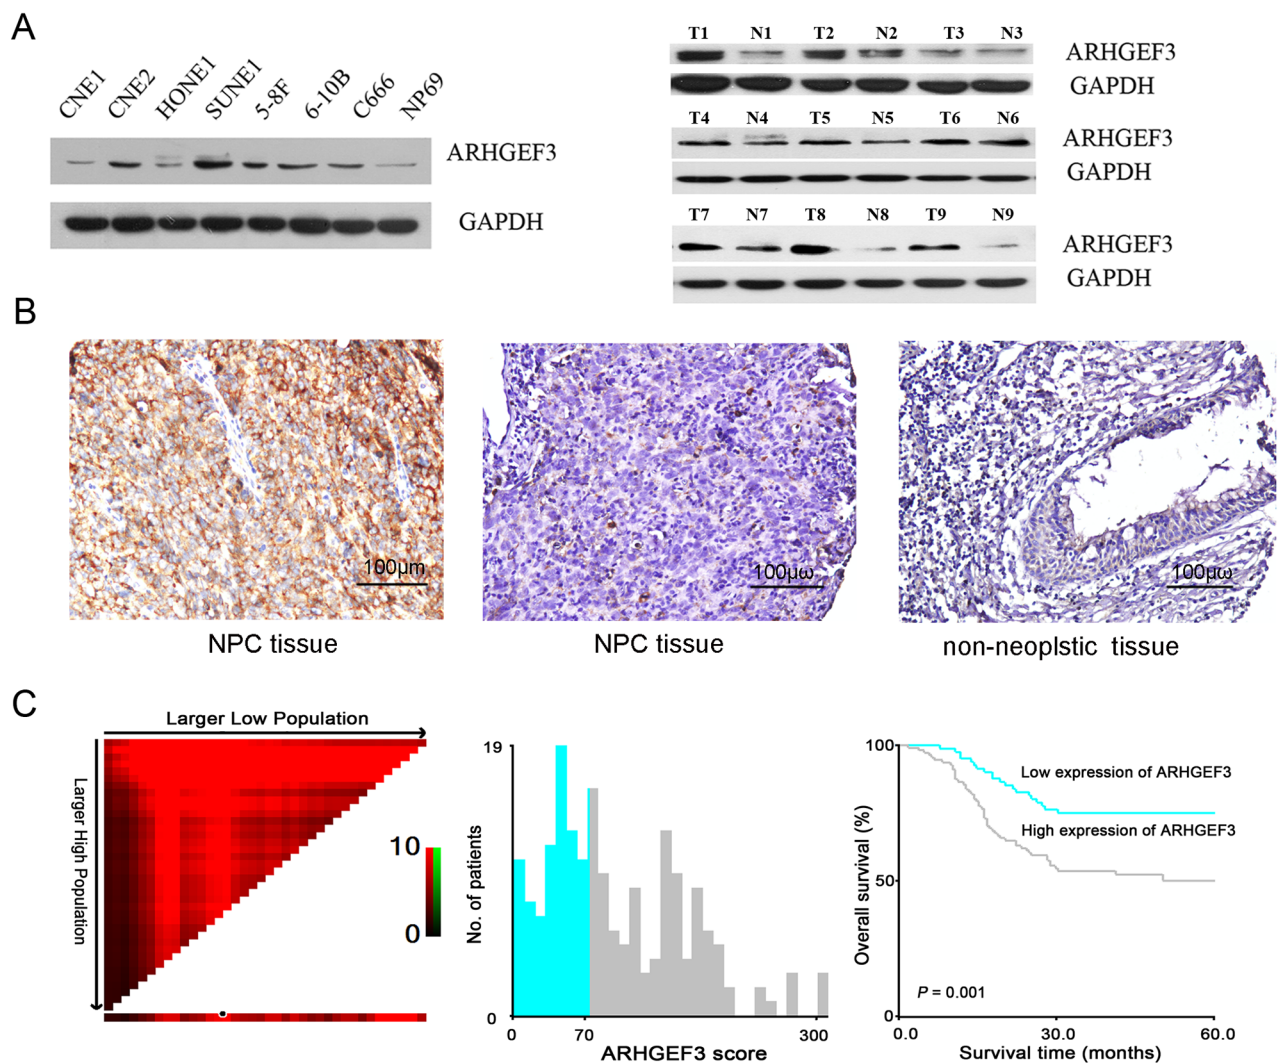 A
CNE1 CNE2 HONE1 SUNE1 5-8F 6-10B C666 NP69
ARHGEF3
GAPDH
T1 N1 T2 N2 T3 N3
ARHGEF3
GAPDH
T4 N4 T5 N5 T6 N6
ARHGEF3
GAPDH
T7 N7 T8 N8 T9 N9
ARHGEF3
GAPDH
B
100μm
100μω
100μω
NPC tissue
NPC tissue
non-neoplstic tissue
C
Larger Low Population
Larger High Population
10
0
19
No. of patients
0
0 70 300
ARHGEF3 score
100
Overall survival (%)
50
0
Low expression of ARHGEF3
High expression of ARHGEF3
P = 0.001
0.0 30.0 60.0
Survival time (months)